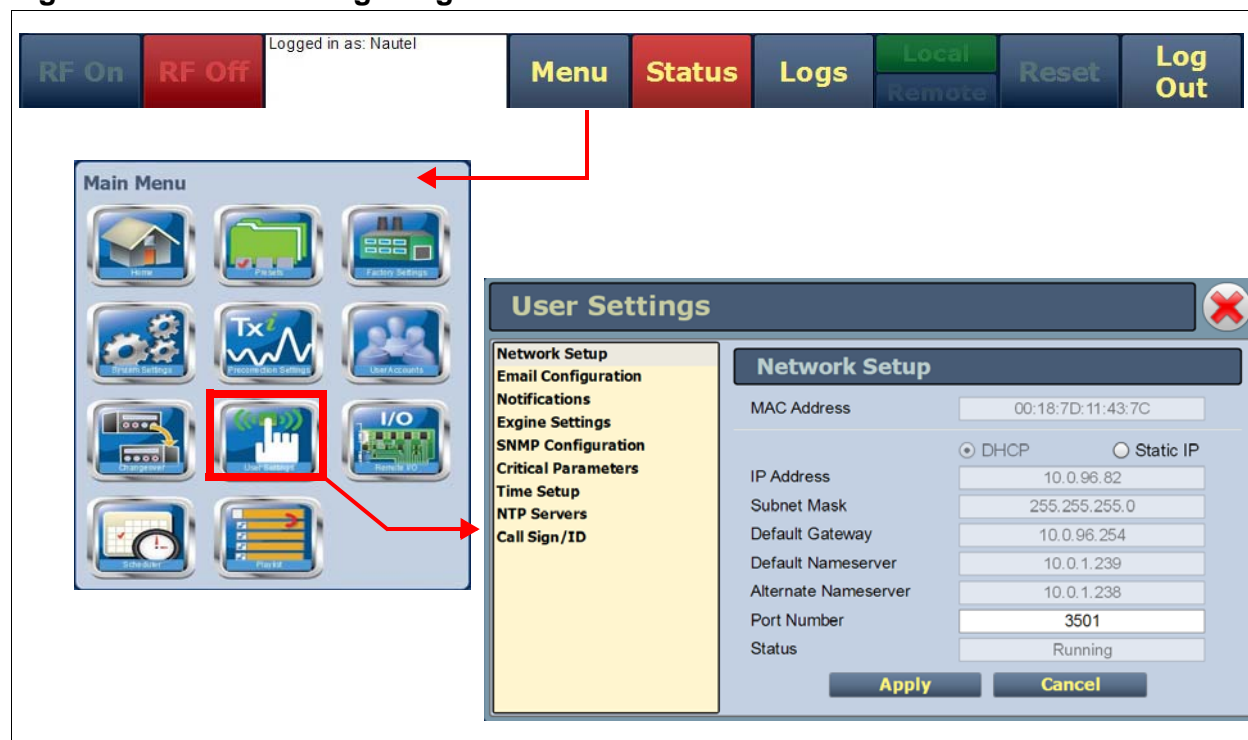 RF On
RF Off
Logged in as: Nautel
Menu
Status
Logs
Local
Remote
Reset
Log
Out
Main Menu
Home
Presets
Factory Settings
System Settings
Tx i
Precorrection Settings
User Accounts
Changeover
User Settings
I/O
Remote I/O
Scheduler
Playlist
User Settings
Network Setup
Email Configuration
Notifications
Exgine Settings
SNMP Configuration
Critical Parameters
Time Setup
NTP Servers
Call Sign/ID
Network Setup
MAC Address 00:18:7D:11:43:7C
DHCP Static IP
IP Address 10.0.96.82
Subnet Mask 255.255.255.0
Default Gateway 10.0.96.254
Default Nameserver 10.0.1.239
Alternate Nameserver 10.0.1.238
Port Number 3501
Status Running
Apply Cancel